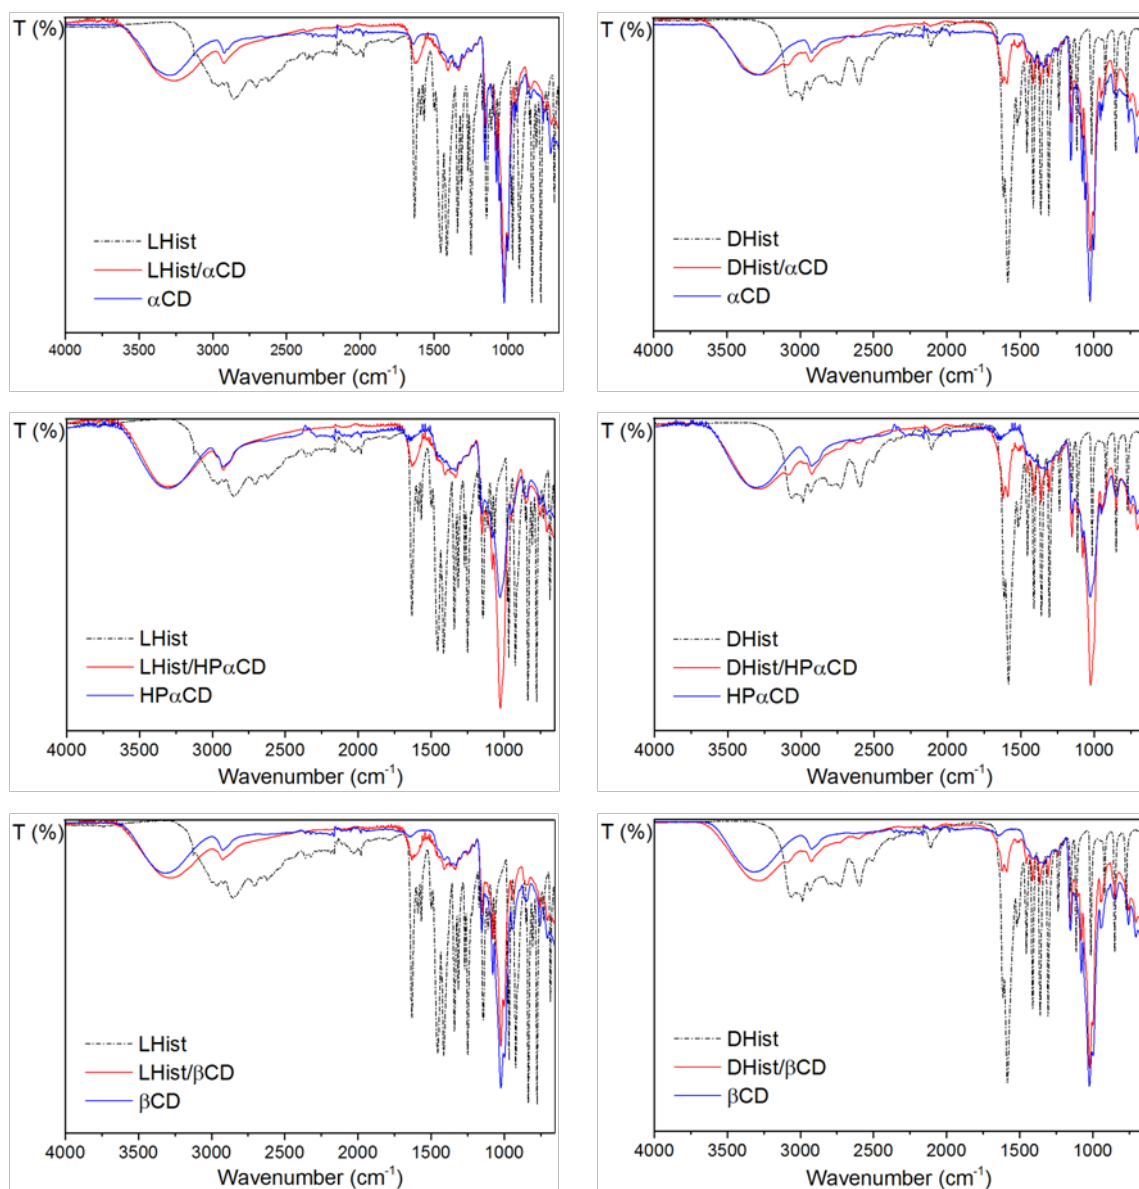 T (%)
LHist
LHist/αCD
αCD
4000 3500 3000 2500 2000 1500 1000
Wavenumber (cm⁻¹)
T (%)
DHist
DHist/αCD
αCD
4000 3500 3000 2500 2000 1500 1000
Wavenumber (cm⁻¹)
T (%)
LHist
LHist/HPαCD
HPαCD
4000 3500 3000 2500 2000 1500 1000
Wavenumber (cm⁻¹)
T (%)
DHist
DHist/HPαCD
HPαCD
4000 3500 3000 2500 2000 1500 1000
Wavenumber (cm⁻¹)
T (%)
LHist
LHist/βCD
βCD
4000 3500 3000 2500 2000 1500 1000
Wavenumber (cm⁻¹)
T (%)
DHist
DHist/βCD
βCD
4000 3500 3000 2500 2000 1500 1000
Wavenumber (cm⁻¹)